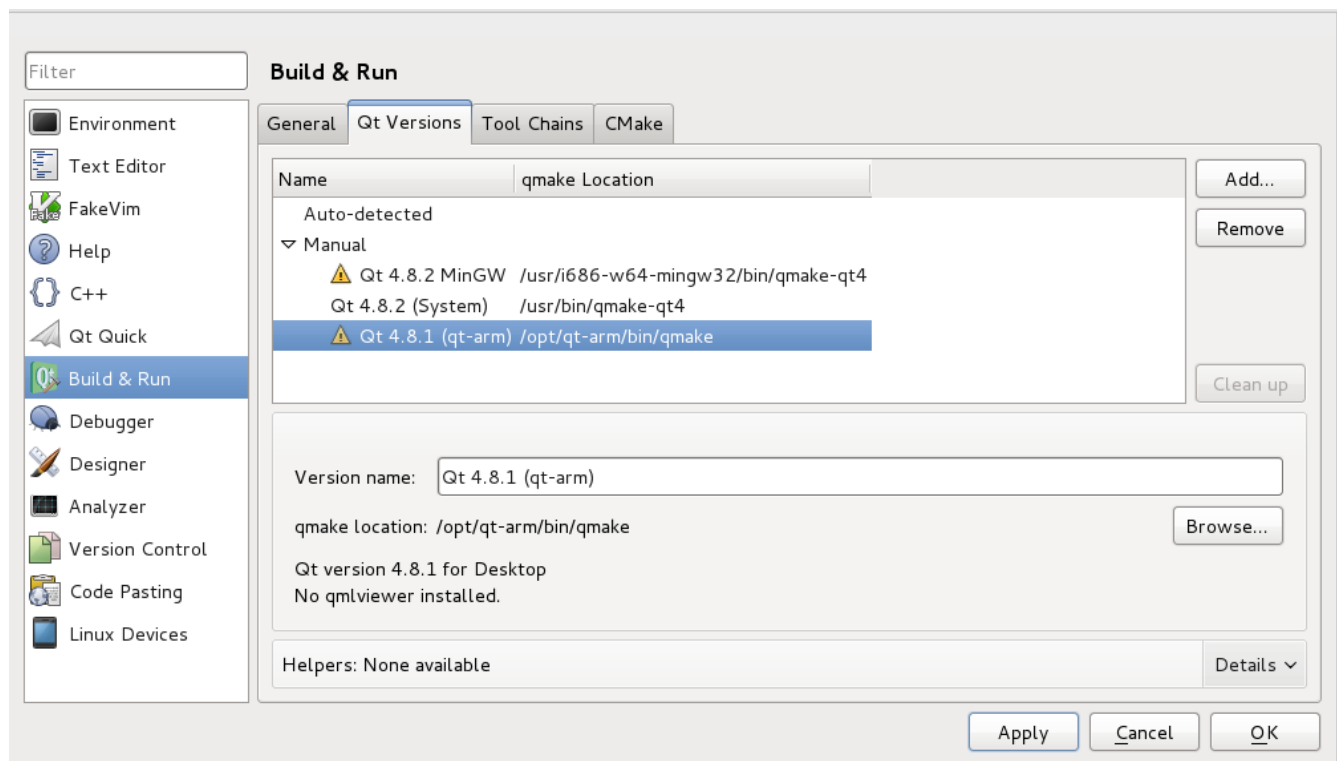 Filter
Environment
Text Editor
FakeVim
Help
C++
Qt Quick
Build & Run
Debugger
Designer
Analyzer
Version Control
Code Pasting
Linux Devices
Build & Run
General Qt Versions Tool Chains CMake
Name qmake Location
Auto-detected
Manual
Qt 4.8.2 MinGW /usr/i686-w64-mingw32/bin/qmake-qt4
Qt 4.8.2 (System) /usr/bin/qmake-qt4
Qt 4.8.1 (qt-arm) /opt/qt-arm/bin/qmake
Add...
Remove
Clean up
Version name: Qt 4.8.1 (qt-arm)
qmake location: /opt/qt-arm/bin/qmake Browse...
Qt version 4.8.1 for Desktop
No qmlviewer installed.
Helpers: None available Details
Apply Cancel OK